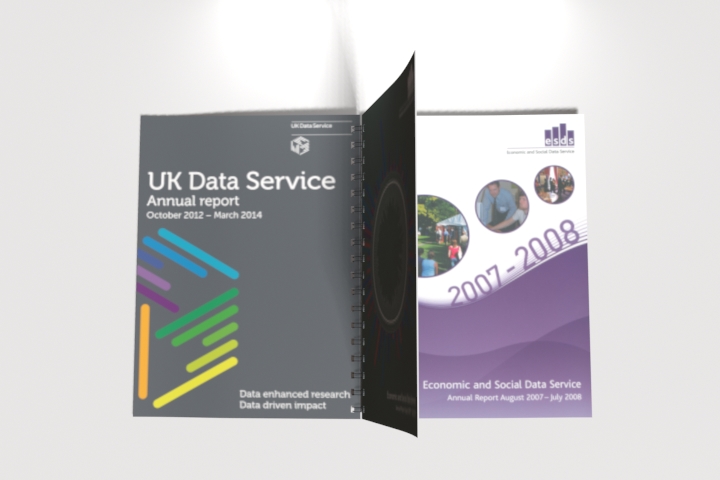 UK Data Service
UK Data Service
Annual report
October 2012 – March 2014
Data enhanced research
Data driven impact
esds
Economic and Social Data Service
2007-2008
Economic and Social Data Service
Annual Report August 2007 – July 2008